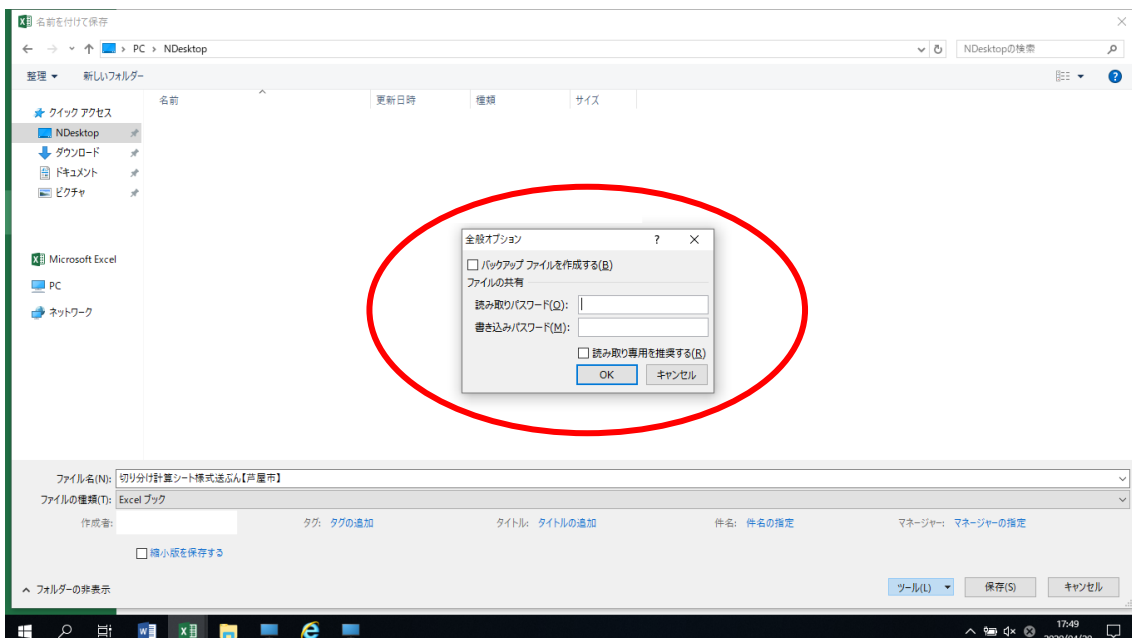 名前を付けて保存
PC › NDesktop
NDesktopの検索
整理 新しいフォルダー
名前 更新日時 種類 サイズ
クイック アクセス
NDesktop
ダウンロード
ドキュメント
ピクチャ
Microsoft Excel
PC
ネットワーク
全般オプション ?
バックアップ ファイルを作成する(B)
ファイルの共有
読み取りパスワード(O):
書き込みパスワード(M):
読み取り専用を推奨する(R)
OK キャンセル
ファイル名(N): 切り分け計算シート様式送ぶん【芦屋市】
ファイルの種類(T): Excel ブック
作成者: タグ: タグの追加 タイトル: タイトルの追加 件名: 件名の指定 マネージャー: マネージャーの指定
縮小版を保存する
フォルダーの非表示 ツール(L) 保存(S) キャンセル
17:49